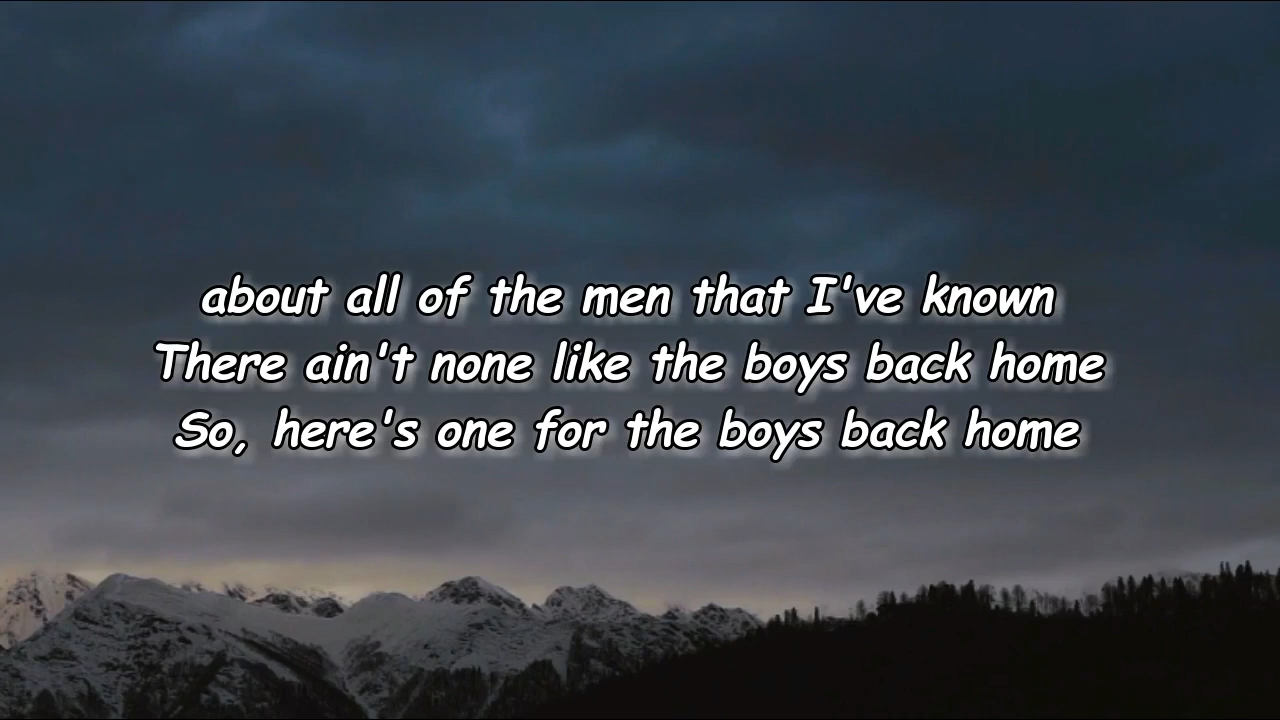 about all of the men that I've known
There ain't none like the boys back home
So, here's one for the boys back home